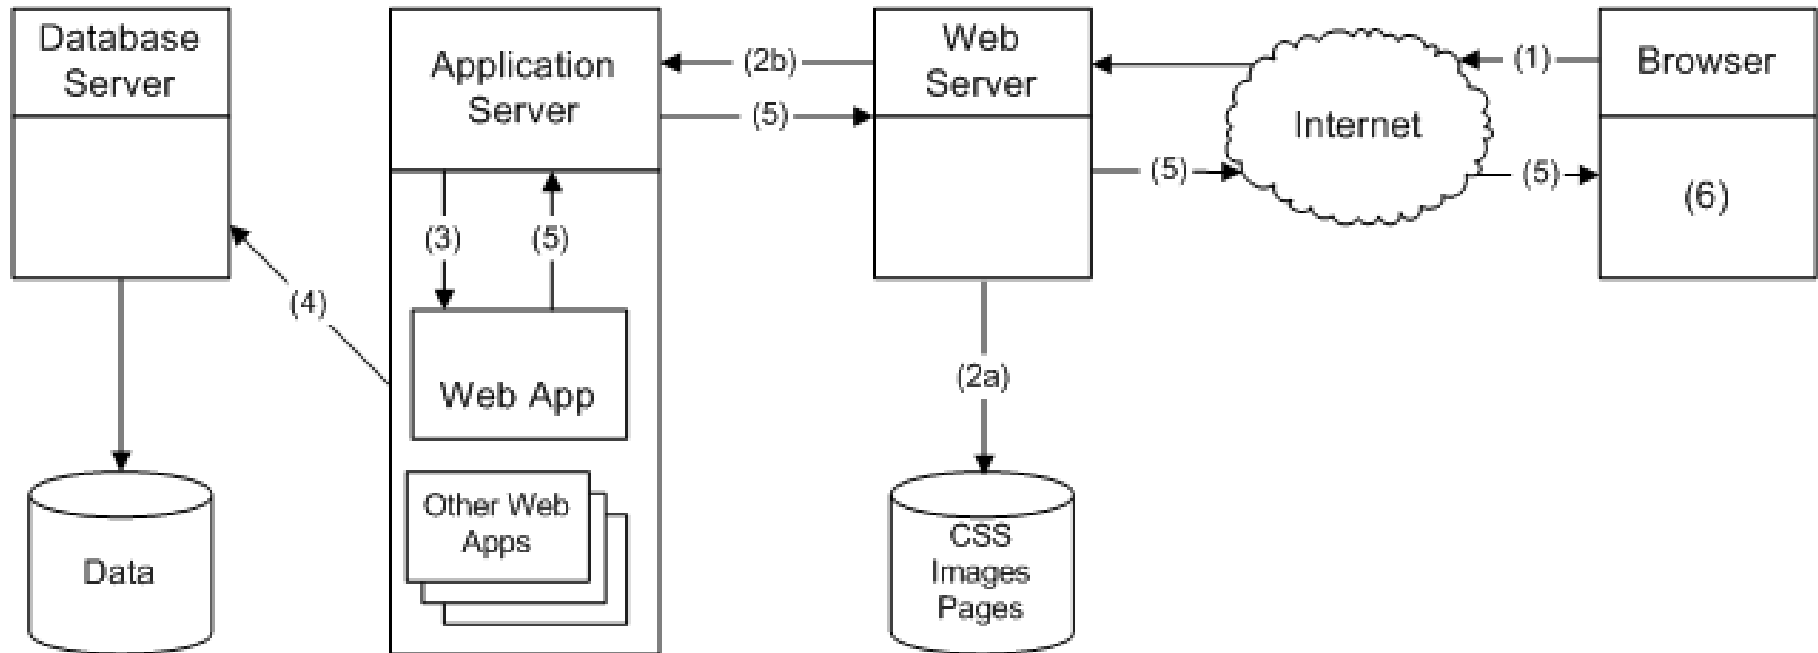 Database
Server
Application
Server
(2b)
(5)
Web
Server
Internet
(1)
Browser
(5)
(5)
(6)
(3)
(5)
(4)
Web App
(2a)
Data
Other Web
Apps
CSS
Images
Pages